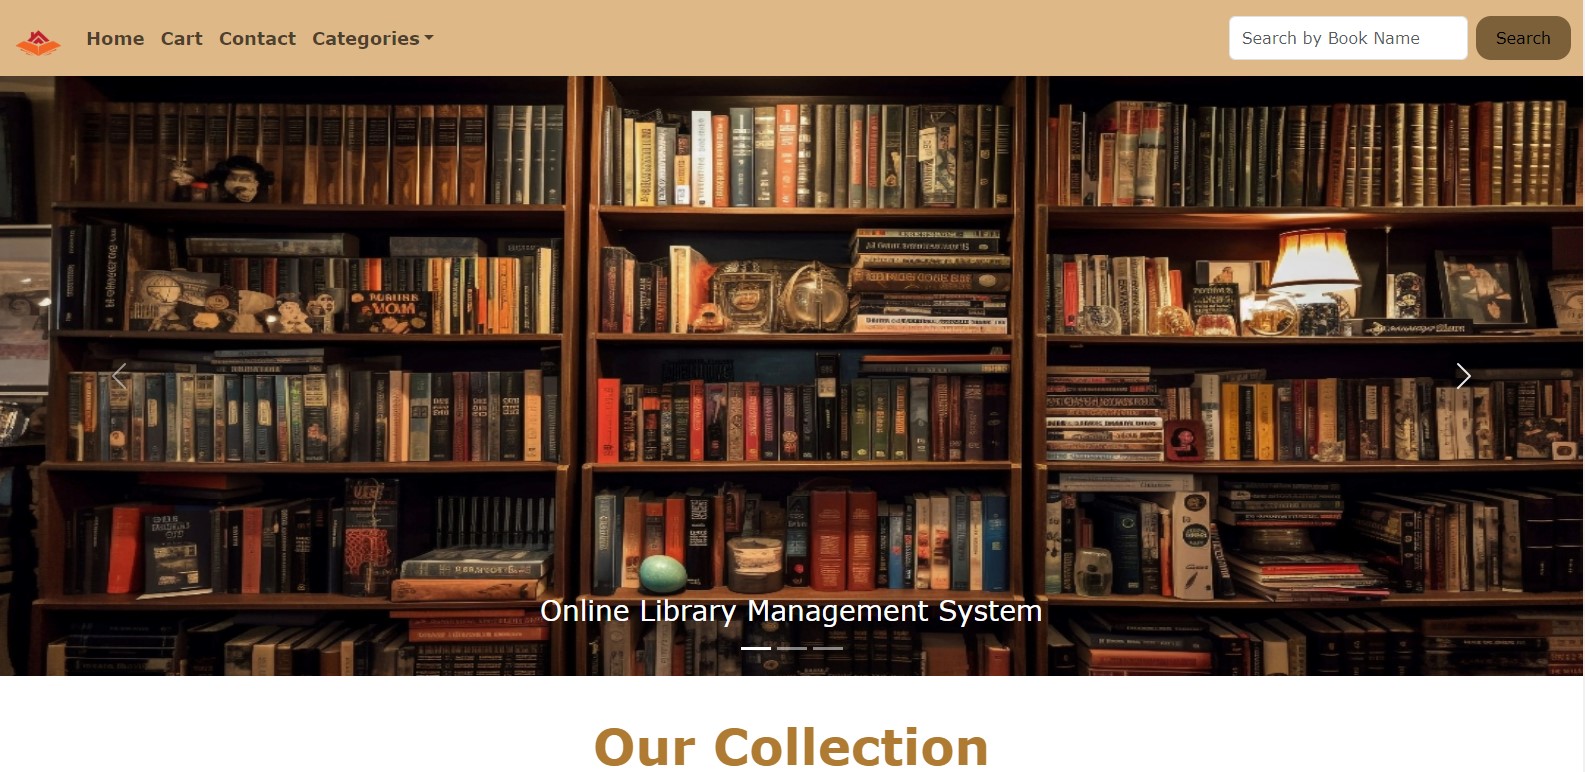 Home Cart Contact Categories
Search by Book Name
Search
Online Library Management System
Our Collection